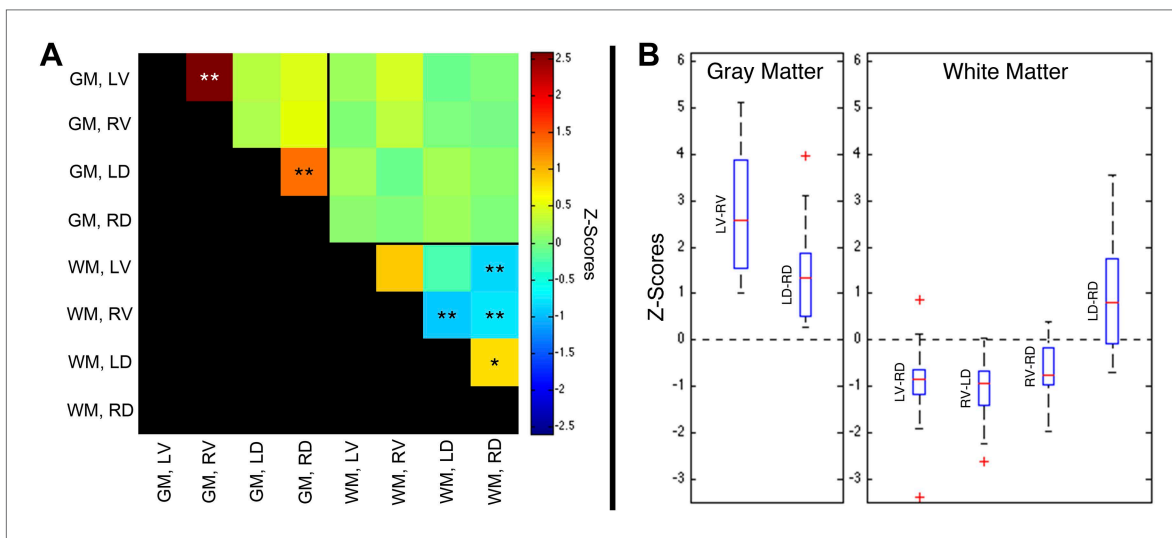 A
GM, LV
GM, RV
GM, LD
GM, RD
WM, LV
WM, RV
WM, LD
WM, RD
**
**
**
**
**
*
GM, LV
GM, RV
GM, LD
GM, RD
WM, LV
WM, RV
WM, LD
WM, RD
2.5
2
1.5
1
0.5
0
-0.5
-1
-1.5
-2
-2.5
Z-Scores
B
Z-Scores
6
5
4
3
2
1
0
-1
-2
-3
Gray Matter
LV-RV
LD-RD
6
5
4
3
2
1
0
-1
-2
-3
White Matter
LV-RD
RV-LD
RV-RD
LD-RD